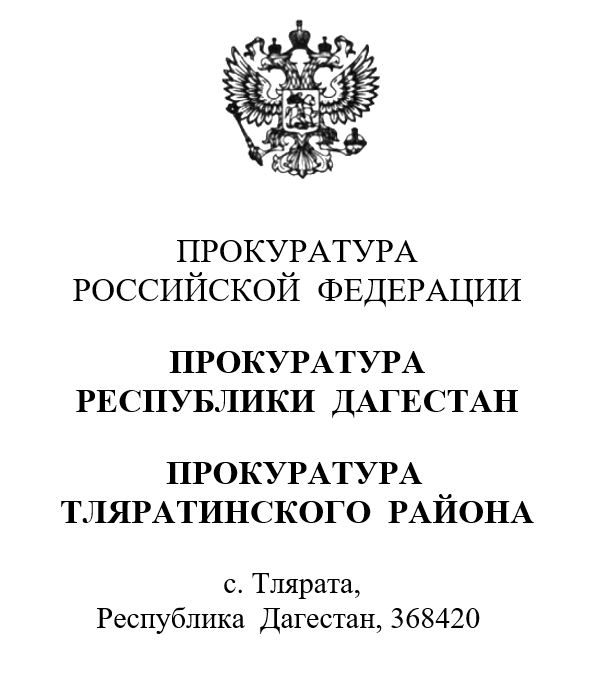 ПРОКУРАТУРА
РОССИЙСКОЙ ФЕДЕРАЦИИ
ПРОКУРАТУРА
РЕСПУБЛИКИ ДАГЕСТАН
ПРОКУРАТУРА
ТЛЯРАТИНСКОГО РАЙОНА
с. Тлярата,
Республика Дагестан, 368420